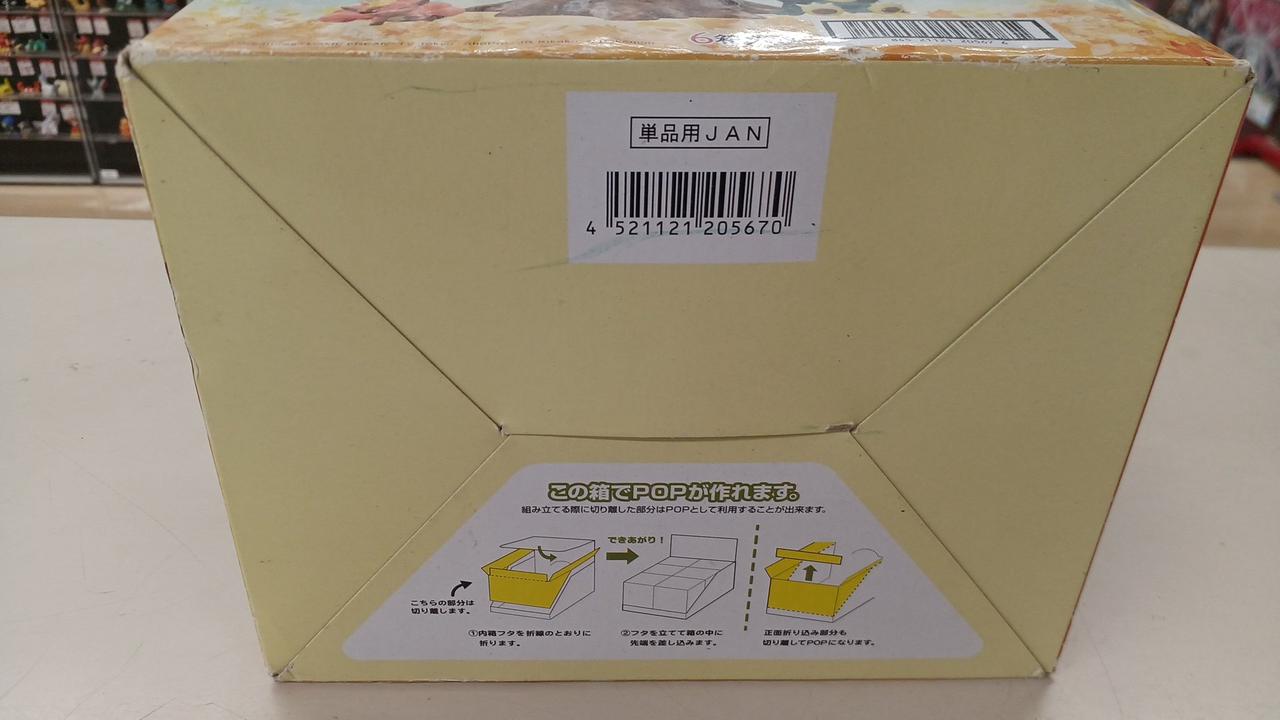 単品用JAN
4 521121 205670
この箱でPOPが作れます。
組み立てる際に切り離した部分はPOPとして利用することが出来ます。
できあがり!
こちらの部分は
切り離します。
①内箱フタを折線のとおりに
折ります。
②フタを立てて箱の中に
先端を差し込みます。
正面折り込み部分も
切り離してPOPになります。